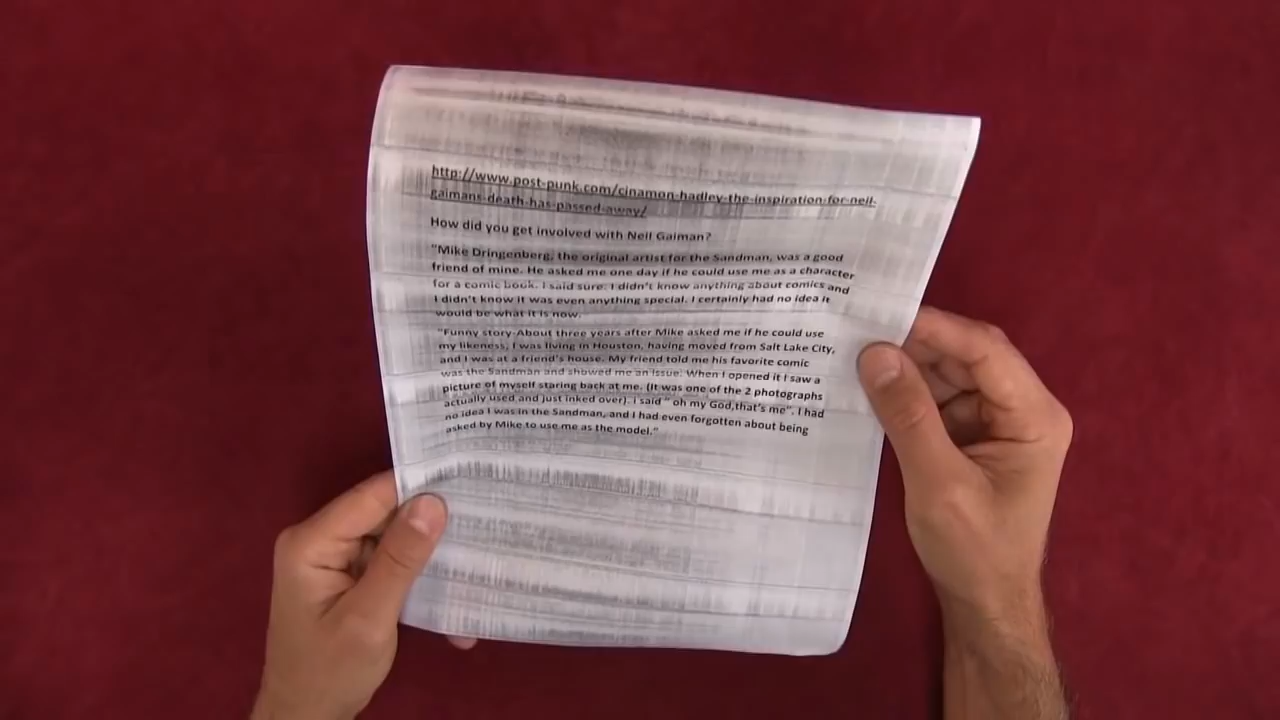 http://www.post-punk.com/cinamon-hadley-the-inspiration-for-neil-
gaimans-death-has-passed-away/
How did you get involved with Neil Gaiman?
"Mike Dringenberg, the original artist for the Sandman, was a good
friend of mine. He asked me one day if he could use me as a character
for a comic book. I said sure. I didn't know anything about comics and
I didn't know it was even anything special. I certainly had no idea it
would be what it is now.
"Funny story-About three years after Mike asked me if he could use
my likeness, I was living in Houston, having moved from Salt Lake City,
and I was at a friend's house. My friend told me his favorite comic
was the Sandman and showed me an issue. When I opened it I saw a
picture of myself staring back at me. (It was one of the 2 photographs
actually used and just inked over). I said " oh my God,that's me". I had
no idea I was in the Sandman, and I had even forgotten about being
asked by Mike to use me as the model."